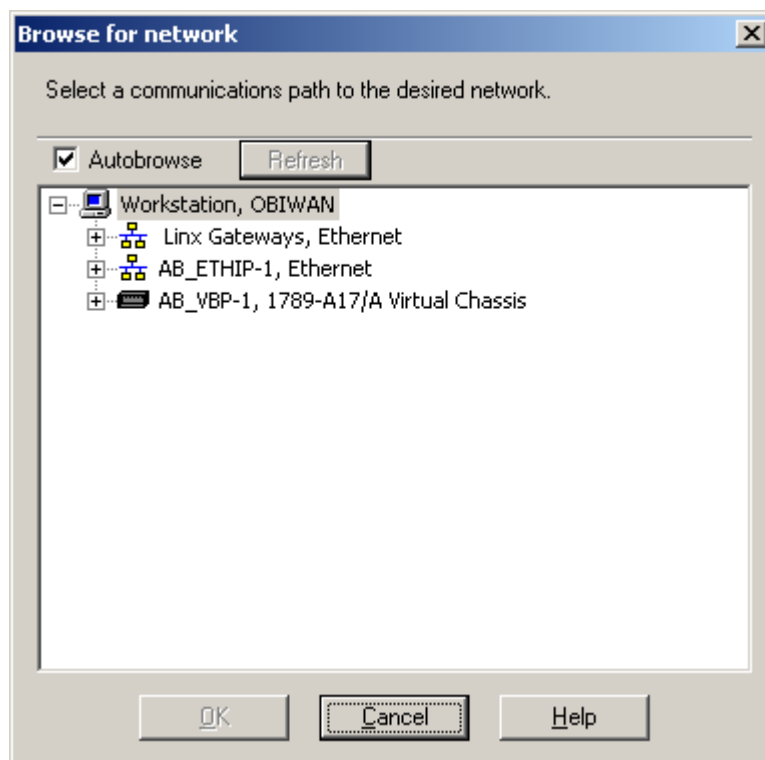 Browse for network
Select a communications path to the desired network.
Autobrowse Refresh
Workstation, OBIWAN
Linx Gateways, Ethernet
AB_ETHIP-1, Ethernet
AB_VBP-1, 1789-A17/A Virtual Chassis
OK Cancel Help